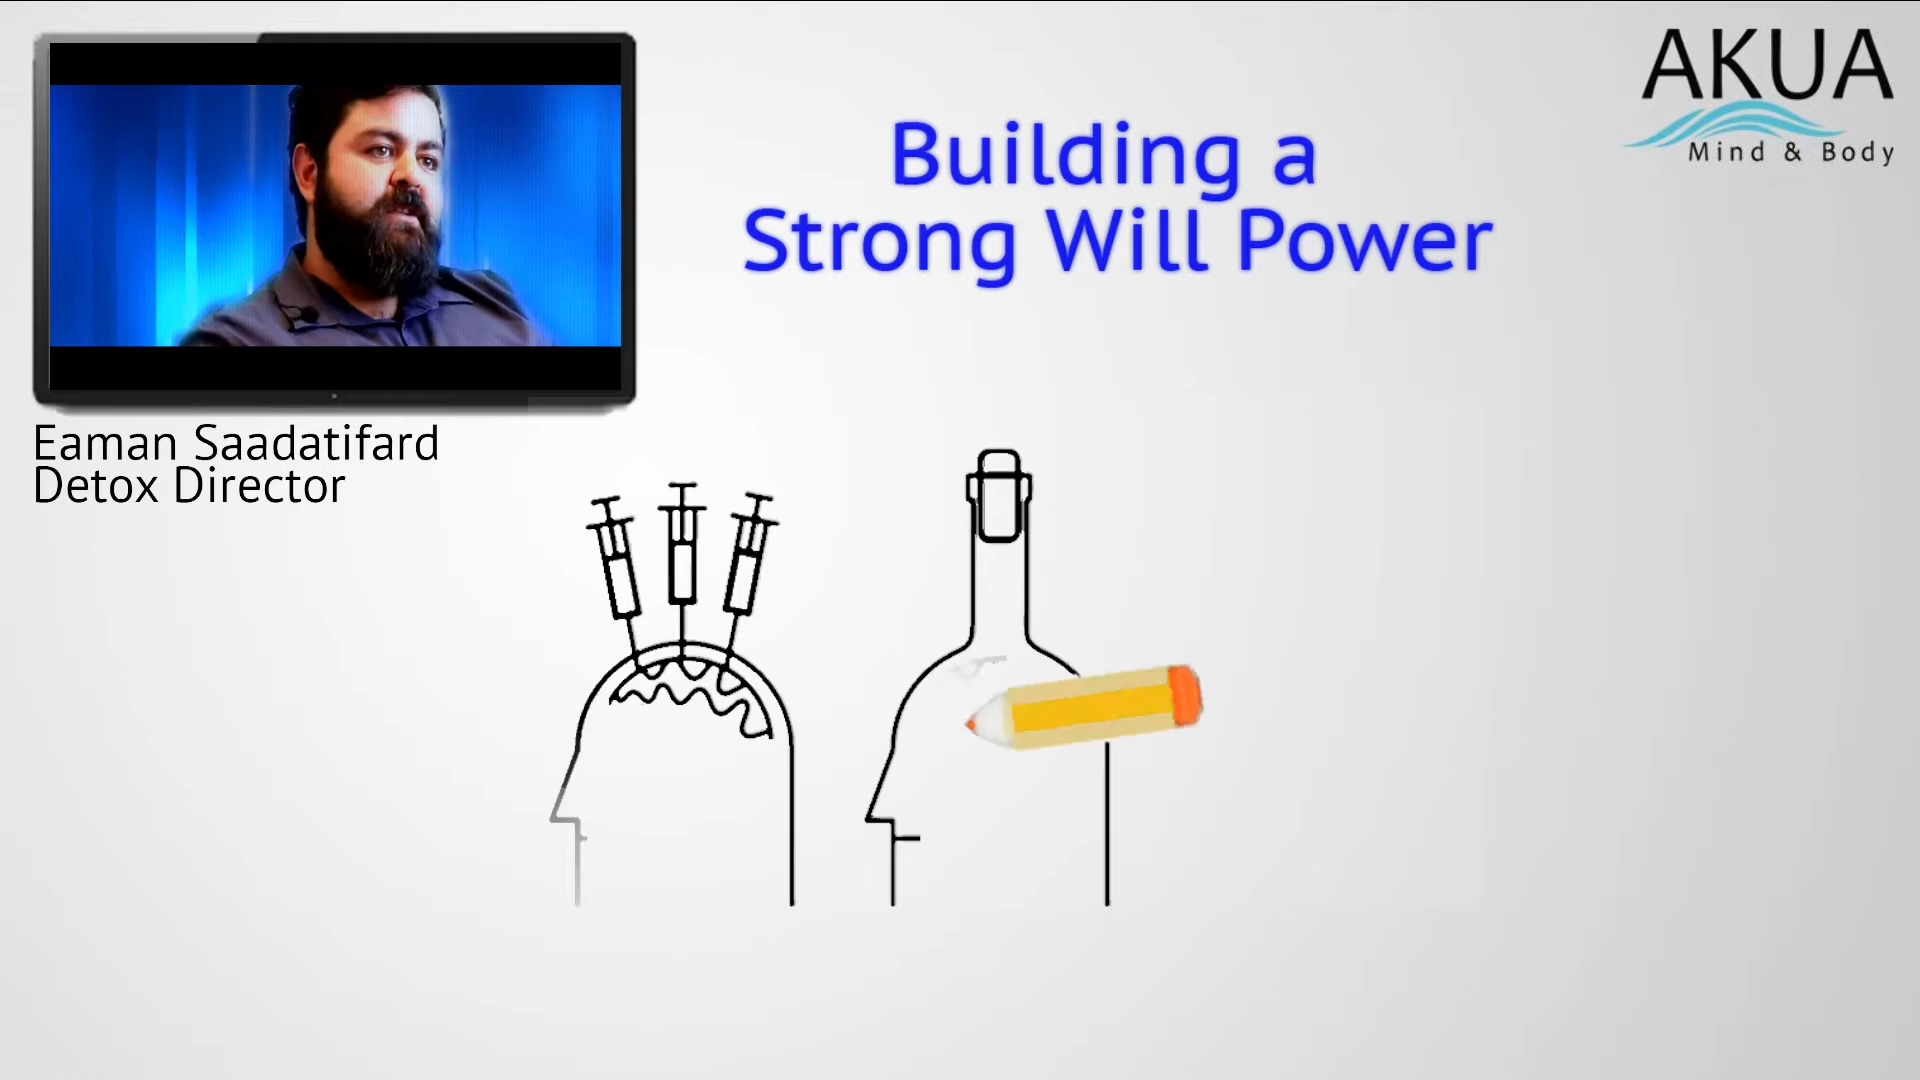 Building a
Strong Will Power
AKUA
Mind & Body
Eaman Saadatifard
Detox Director